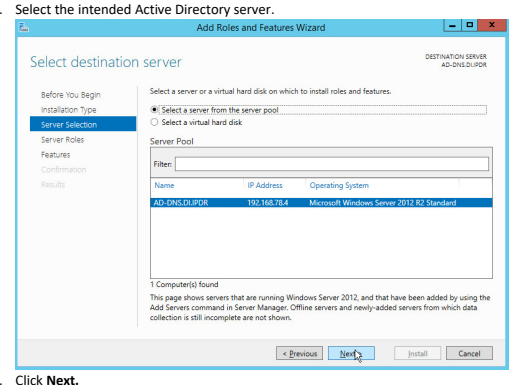 . Select the intended Active Directory server.
Add Roles and Features Wizard
Select destination server
DESTINATION SERVER
AD-DNS.DI.IPDR
Before You Begin
Installation Type
Server Selection
Server Roles
Features
Confirmation
Results
Select a server or a virtual hard disk on which to install roles and features.
Select a server from the server pool
Select a virtual hard disk
Server Pool
Filter:
Name IP Address Operating System
AD-DNS.DI.IPDR 192.168.78.4 Microsoft Windows Server 2012 R2 Standard
1 Computer(s) found
This page shows servers that are running Windows Server 2012, and that have been added by using the
Add Servers command in Server Manager. Offline servers and newly-added servers from which data
collection is still incomplete are not shown.
< Previous Next > Install Cancel
. Click Next.